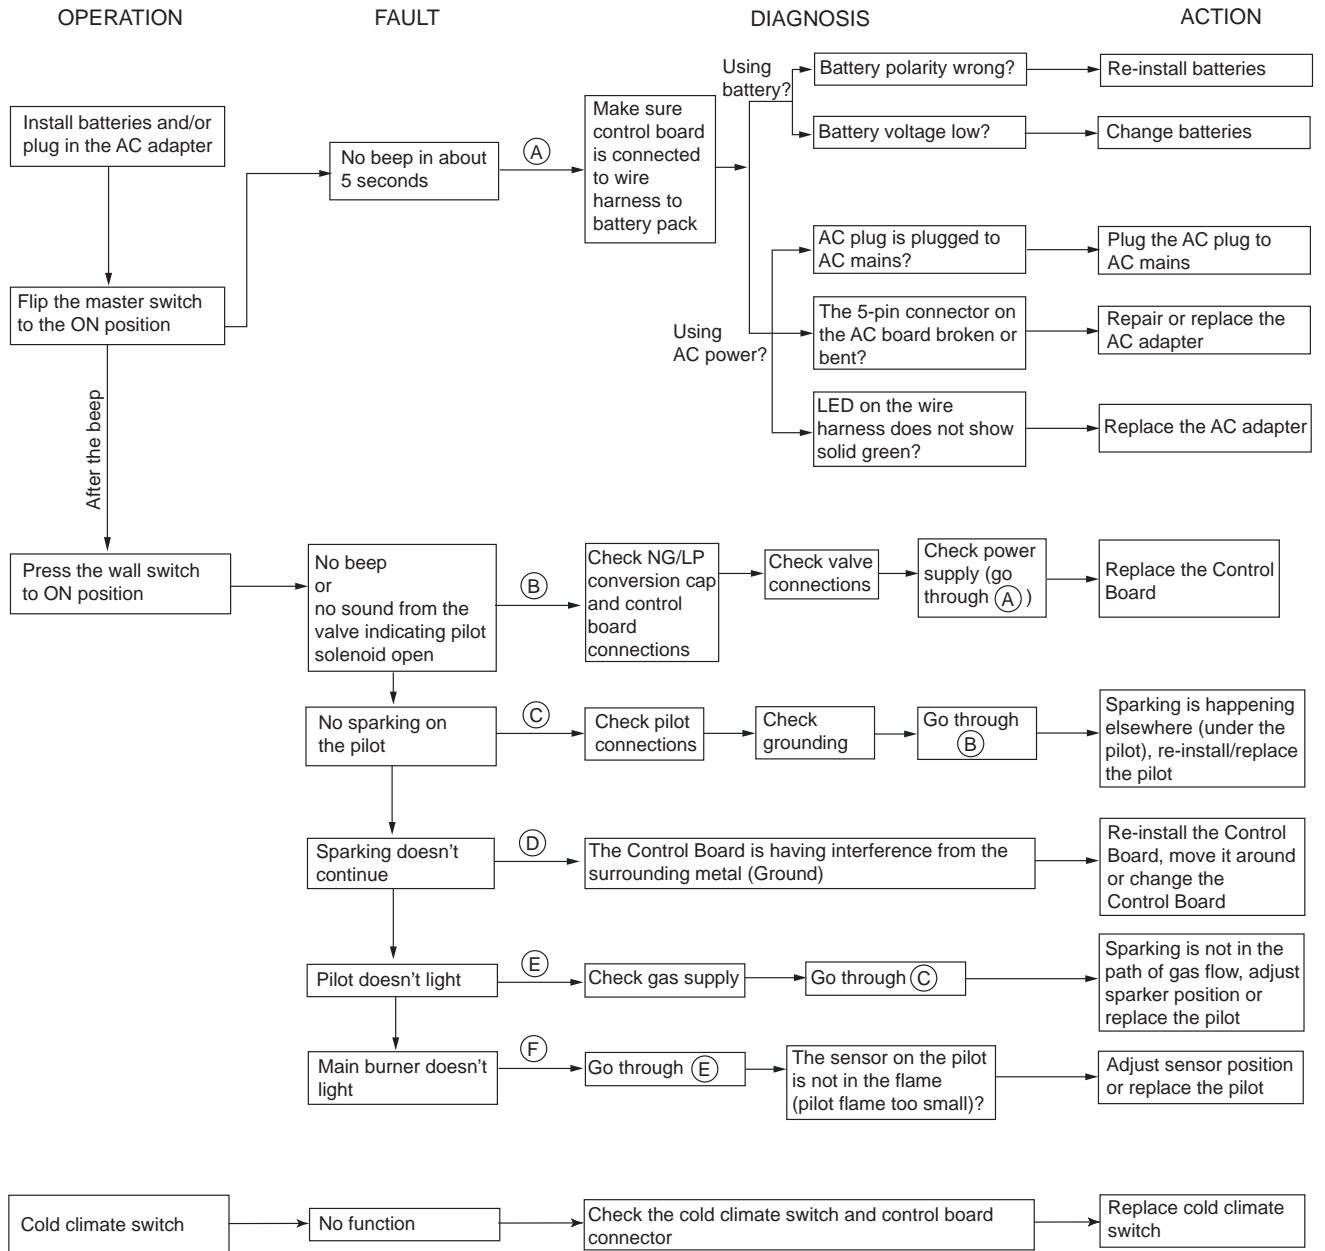 OPERATION
FAULT
DIAGNOSIS
ACTION
Install batteries and/or
plug in the AC adapter
No beep in about
5 seconds
A
Make sure
control board
is connected
to wire
harness to
battery pack
Using
battery?
Battery polarity wrong?
Re-install batteries
Battery voltage low?
Change batteries
Flip the master switch
to the ON position
Using
AC power?
AC plug is plugged to
AC mains?
Plug the AC plug to
AC mains
The 5-pin connector on
the AC board broken or
bent?
Repair or replace the
AC adapter
LED on the wire
harness does not show
solid green?
Replace the AC adapter
After the beep
Press the wall switch
to ON position
No beep
or
no sound from the
valve indicating pilot
solenoid open
B
Check NG/LP
conversion cap
and control
board
connections
Check valve
connections
Check power
supply (go
through A )
Replace the Control
Board
No sparking on
the pilot
C
Check pilot
connections
Check
grounding
Go through
B
Sparking is happening
elsewhere (under the
pilot), re-install/replace
the pilot
Sparking doesn't
continue
D
The Control Board is having interference from the
surrounding metal (Ground)
Re-install the Control
Board, move it around
or change the
Control Board
Pilot doesn't light
E
Check gas supply
Go through C
Sparking is not in the
path of gas flow, adjust
sparker position or
replace the pilot
Main burner doesn't
light
F
Go through E
The sensor on the pilot
is not in the flame
(pilot flame too small)?
Adjust sensor position
or replace the pilot
Cold climate switch
No function
Check the cold climate switch and control board
connector
Replace cold climate
switch